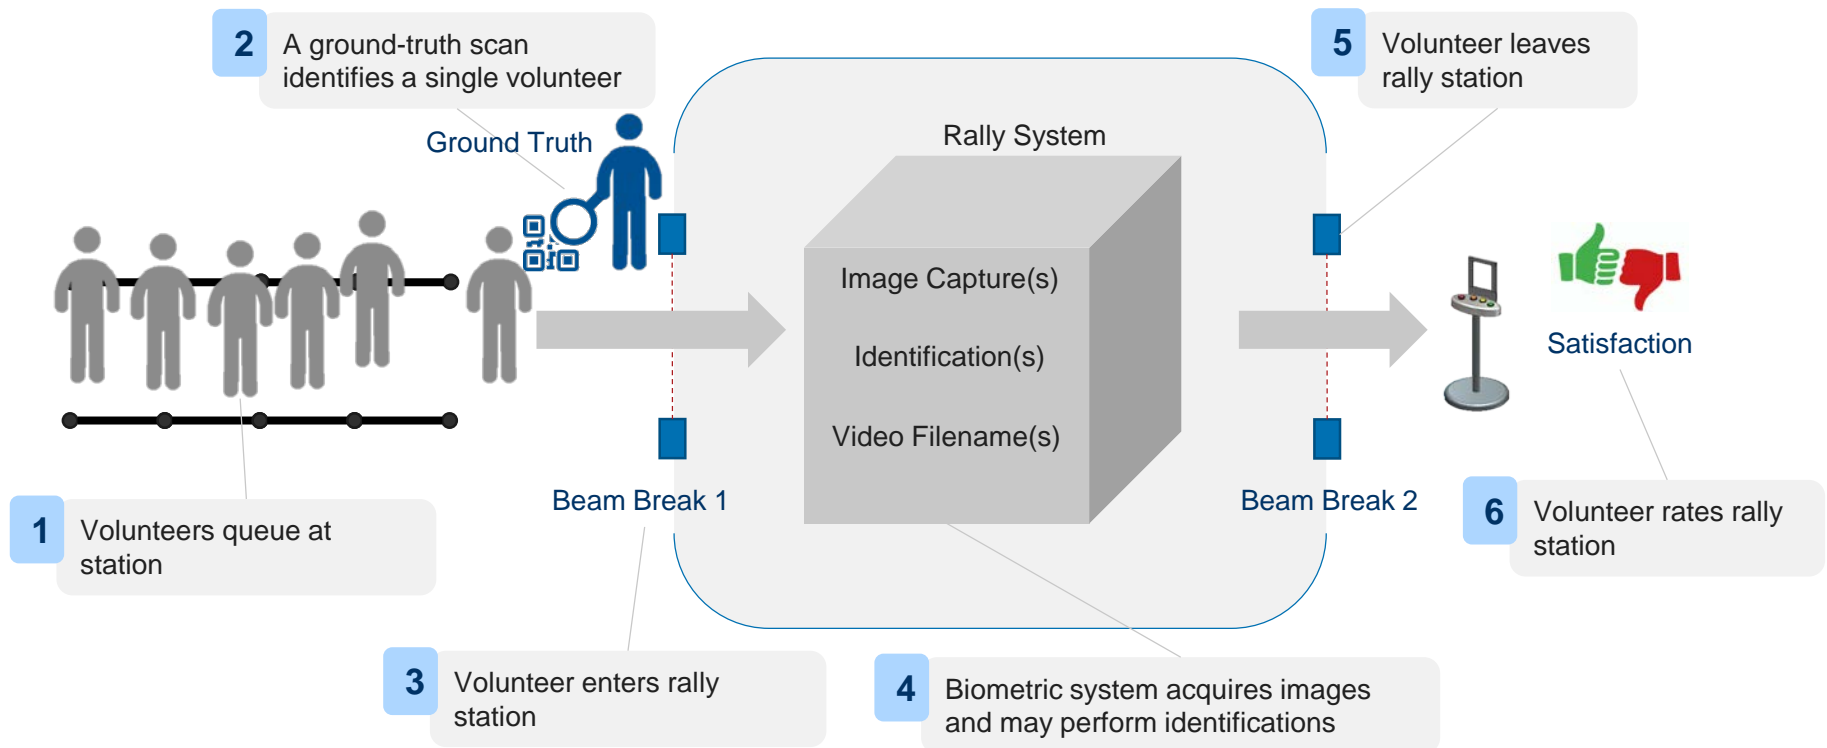 2
A ground-truth scan
identifies a single volunteer
5
Volunteer leaves
rally station
Ground Truth
Rally System
Image Capture(s)
Identification(s)
Video Filename(s)
Satisfaction
Beam Break 1
Beam Break 2
1
Volunteers queue at
station
6
Volunteer rates rally
station
3
Volunteer enters rally
station
4
Biometric system acquires images
and may perform identifications